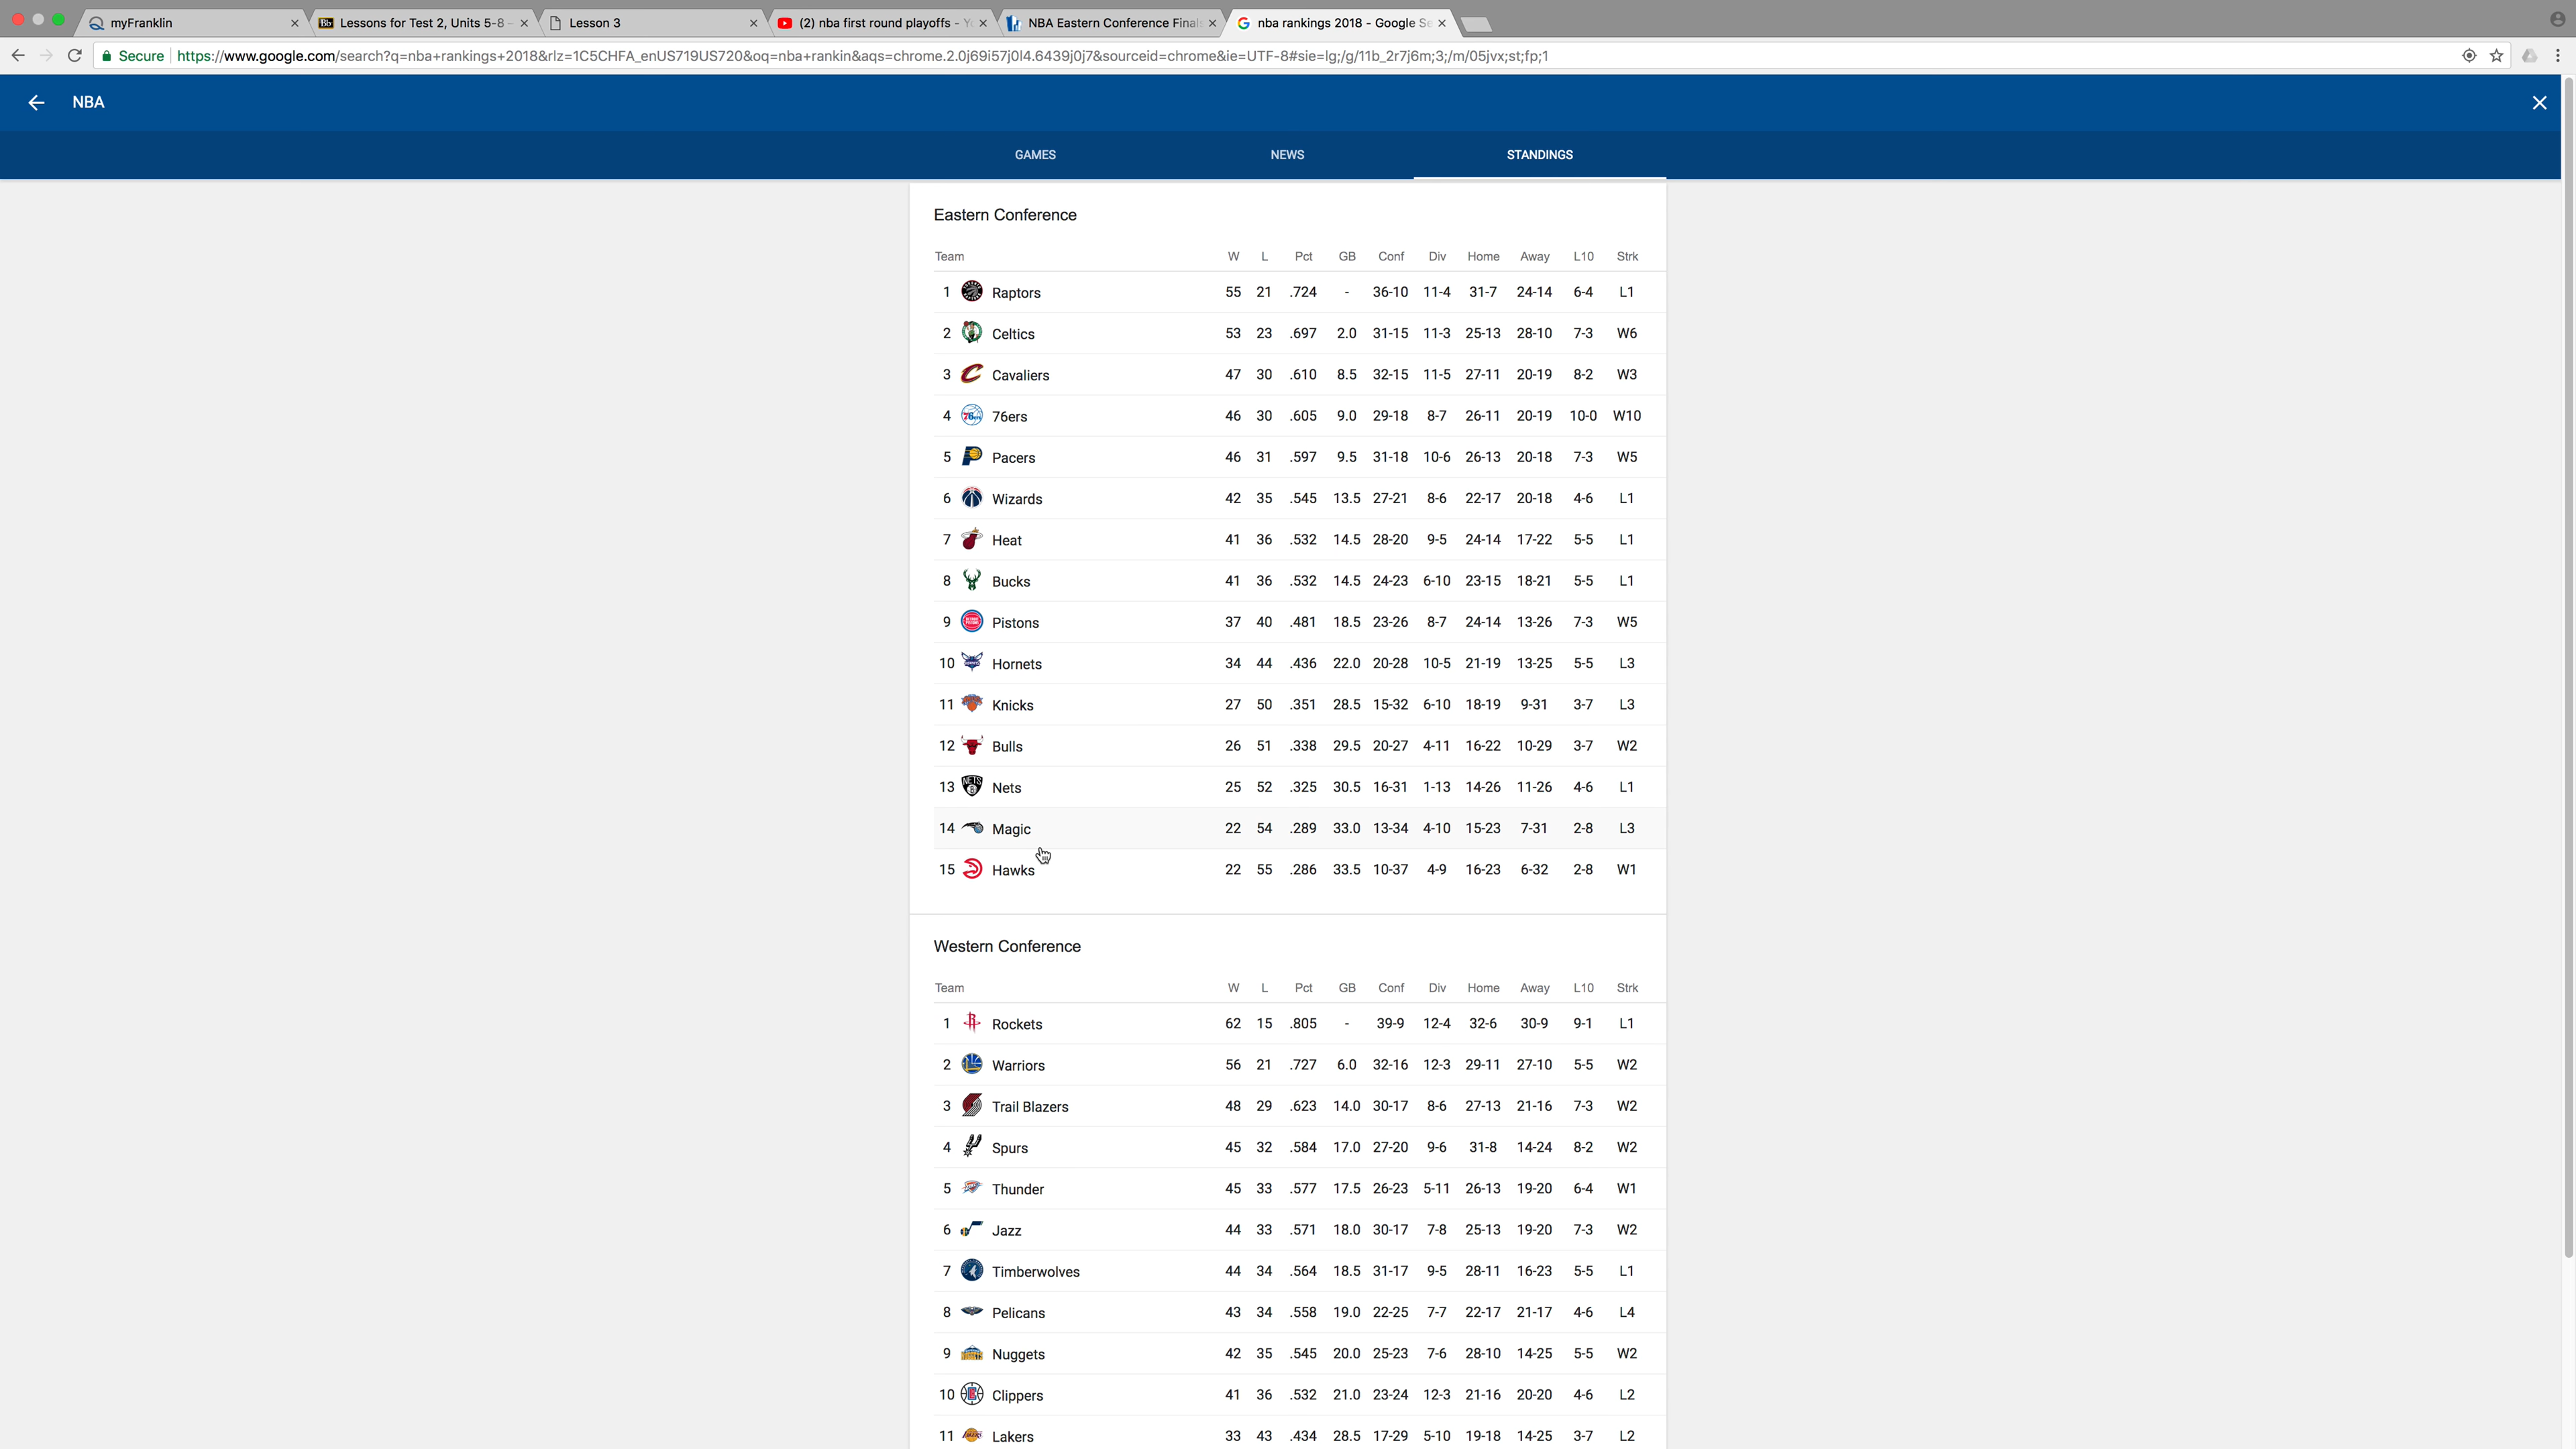 myFranklin
Bb Lessons for Test 2, Units 5-8 -
Lesson 3
(2) nba first round playoffs - Yo
NBA Eastern Conference Finals
nba rankings 2018 - Google Se
Secure https://www.google.com/search?q=nba+rankings+2018&rlz=1C5CHFA_enUS719US720&oq=nba+rankin&aqs=chrome.2.0j69i57j0l4.6439j0j7&sourceid=chrome&ie=UTF-8#sie=lg;/g/11b_2r7j6m;3;/m/05jvx;st;fp;1
NBA
GAMES NEWS STANDINGS
Eastern Conference
Team W L Pct GB Conf Div Home Away L10 Strk
1 Raptors 55 21 .724 - 36-10 11-4 31-7 24-14 6-4 L1
2 Celtics 53 23 .697 2.0 31-15 11-3 25-13 28-10 7-3 W6
3 Cavaliers 47 30 .610 8.5 32-15 11-5 27-11 20-19 8-2 W3
4 76ers 46 30 .605 9.0 29-18 8-7 26-11 20-19 10-0 W10
5 Pacers 46 31 .597 9.5 31-18 10-6 26-13 20-18 7-3 W5
6 Wizards 42 35 .545 13.5 27-21 8-6 22-17 20-18 4-6 L1
7 Heat 41 36 .532 14.5 28-20 9-5 24-14 17-22 5-5 L1
8 Bucks 41 36 .532 14.5 24-23 6-10 23-15 18-21 5-5 L1
9 Pistons 37 40 .481 18.5 23-26 8-7 24-14 13-26 7-3 W5
10 Hornets 34 44 .436 22.0 20-28 10-5 21-19 13-25 5-5 L3
11 Knicks 27 50 .351 28.5 15-32 6-10 18-19 9-31 3-7 L3
12 Bulls 26 51 .338 29.5 20-27 4-11 16-22 10-29 3-7 W2
13 Nets 25 52 .325 30.5 16-31 1-13 14-26 11-26 4-6 L1
14 Magic 22 54 .289 33.0 13-34 4-10 15-23 7-31 2-8 L3
15 Hawks 22 55 .286 33.5 10-37 4-9 16-23 6-32 2-8 W1
Western Conference
Team W L Pct GB Conf Div Home Away L10 Strk
1 Rockets 62 15 .805 - 39-9 12-4 32-6 30-9 9-1 L1
2 Warriors 56 21 .727 6.0 32-16 12-3 29-11 27-10 5-5 W2
3 Trail Blazers 48 29 .623 14.0 30-17 8-6 27-13 21-16 7-3 W2
4 Spurs 45 32 .584 17.0 27-20 9-6 31-8 14-24 8-2 W2
5 Thunder 45 33 .577 17.5 26-23 5-11 26-13 19-20 6-4 W1
6 Jazz 44 33 .571 18.0 30-17 7-8 25-13 19-20 7-3 W2
7 Timberwolves 44 34 .564 18.5 31-17 9-5 28-11 16-23 5-5 L1
8 Pelicans 43 34 .558 19.0 22-25 7-7 22-17 21-17 4-6 L4
9 Nuggets 42 35 .545 20.0 25-23 7-6 28-10 14-25 5-5 W2
10 Clippers 41 36 .532 21.0 23-24 12-3 21-16 20-20 4-6 L2
11 Lakers 33 43 .434 28.5 17-29 5-10 19-18 14-25 3-7 L2